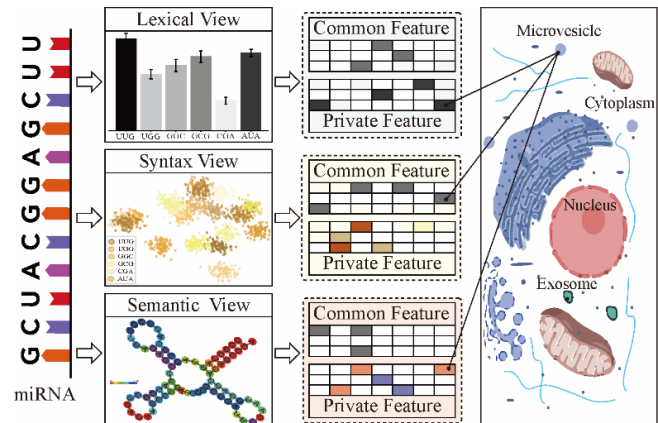 U
U
C
G
A
G
G
C
A
U
C
G
miRNA
Lexical View
UUG UGG GGC GCG CGA AUA
Common Feature
Private Feature
Syntax View
UUG
UGG
GGC
GCG
CGA
AUA
Common Feature
Private Feature
Semantic View
Common Feature
Private Feature
Microvesicle
Cytoplasm
Nucleus
Exosome